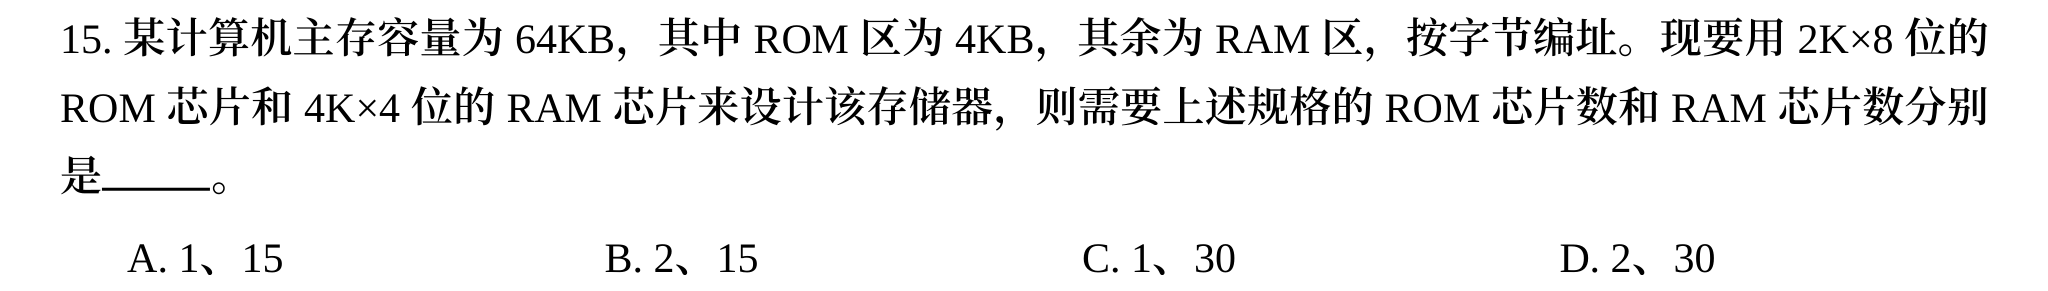 15. 某计算机主存容量为 64KB，其中 ROM 区为 4KB，其余为 RAM 区，按字节编址。现要用 2K×8 位的
ROM 芯片和 4K×4 位的 RAM 芯片来设计该存储器，则需要上述规格的 ROM 芯片数和 RAM 芯片数分别
是_____。
A. 1、15 B. 2、15 C. 1、30 D. 2、30